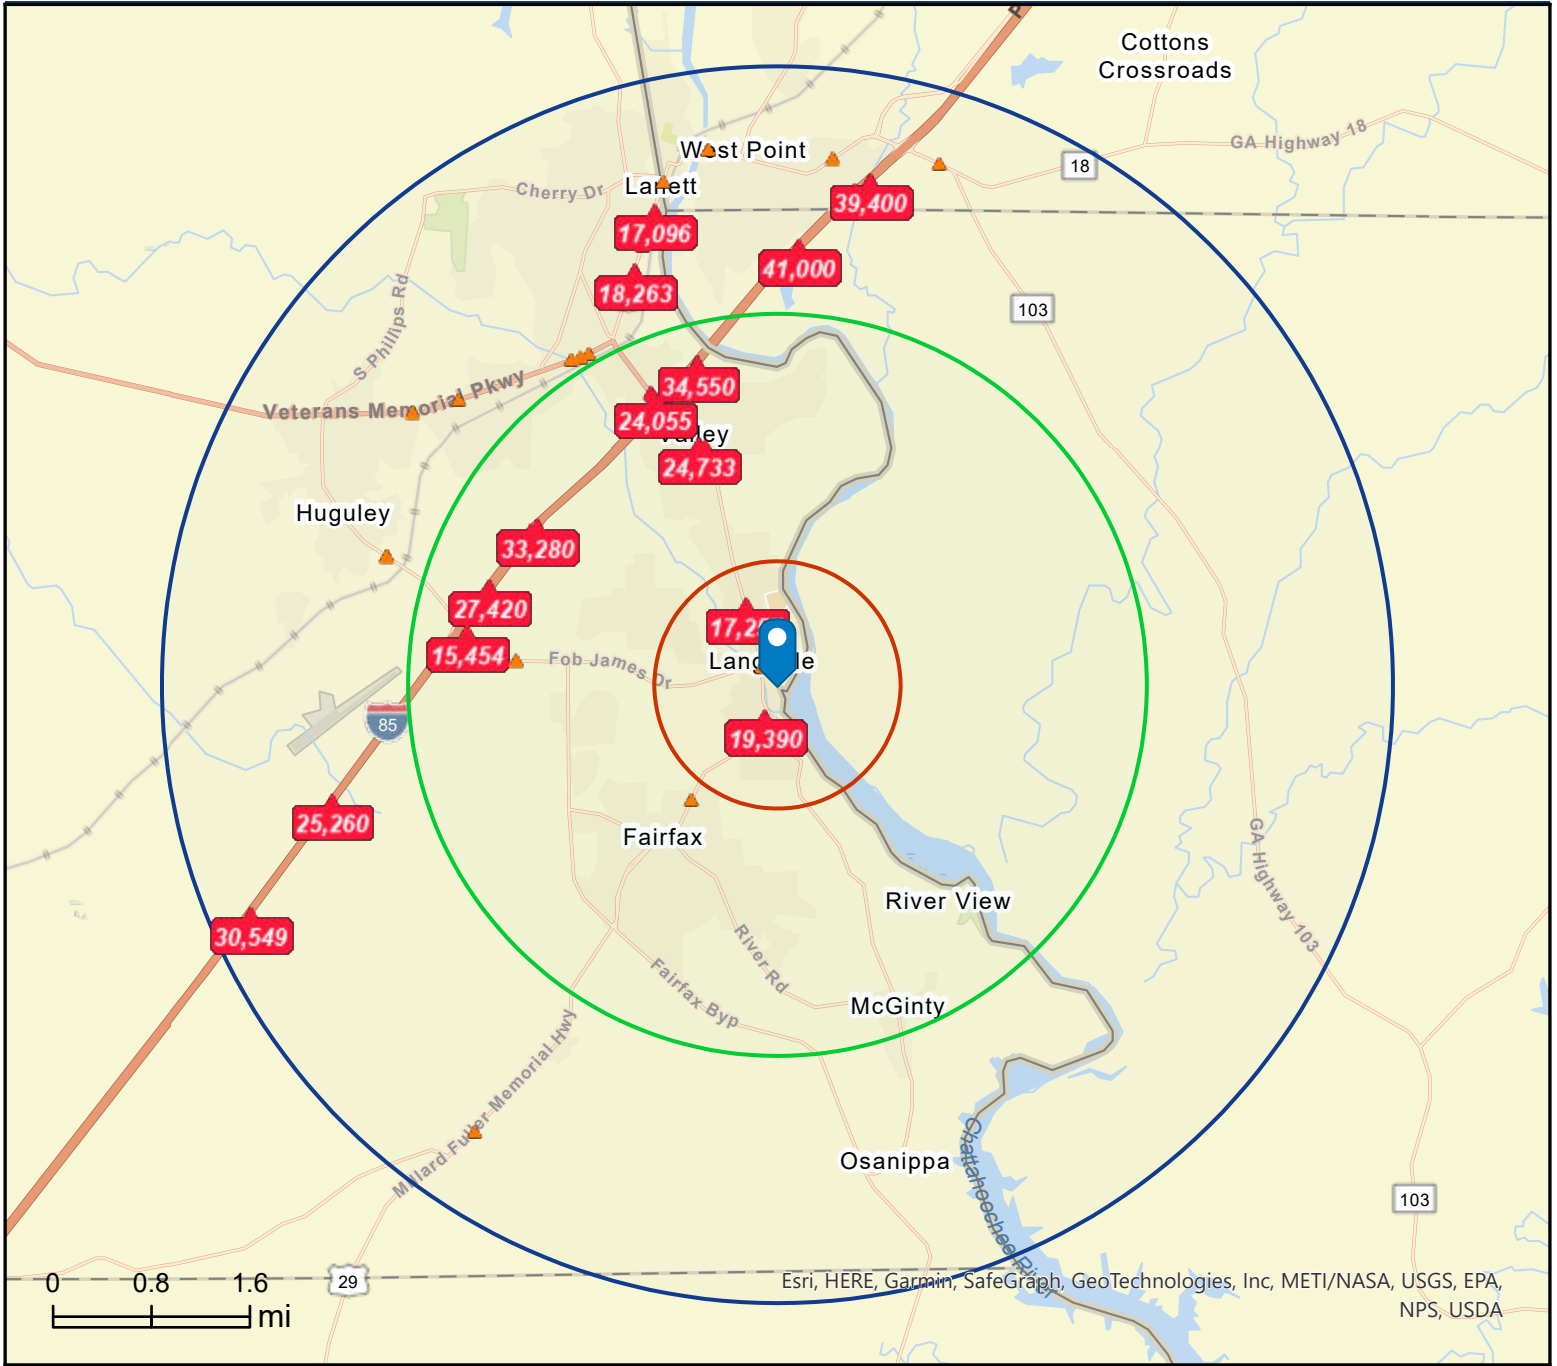 Cottons
Crossroads
GA Highway 18
18
West Point
Cherry Dr
Lanett
39,400
17,096
41,000
18,263
103
S Phillips Rd
34,550
Veterans Memorial Pkwy
24,055
Valley
24,733
Huguley
33,280
27,420
15,454
Fob James Dr
Langdale
85
19,390
25,260
Fairfax
GA Highway 103
River View
30,549
River Rd
Fairfax Byp
McGinty
Millard Fuller Memorial Hwy
Osanippa
Chattahoochee River
103
29
0 0.8 1.6
mi
Esri, HERE, Garmin, SafeGraph, GeoTechnologies, Inc, METI/NASA, USGS, EPA,
NPS, USDA